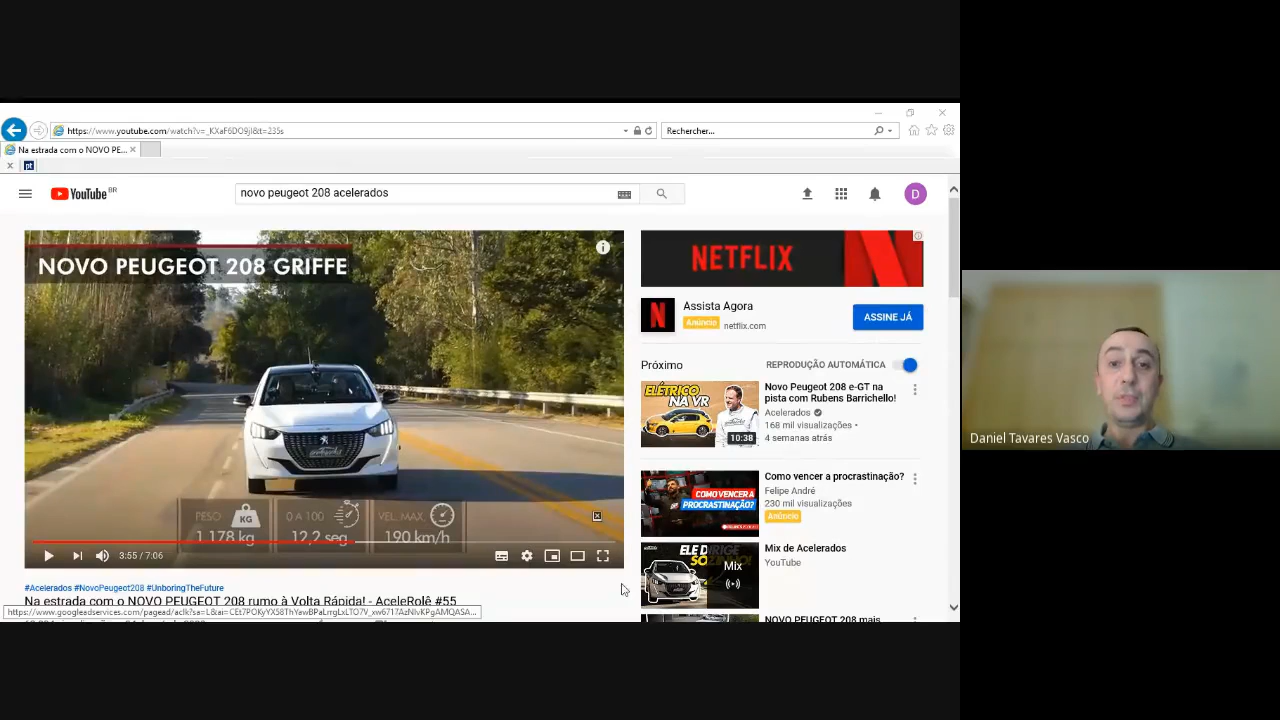 https://www.youtube.com/watch?v=_KXaF6DO9jI&t=235s
Rechercher...
Na estrada com o NOVO PE...
YouTube BR
novo peugeot 208 acelerados
D
NOVO PEUGEOT 208 GRIFFE
PESO
KG
1.178 kg
0 A 100
12,2 seg
VEL. MAX.
190 km/h
3:55 / 7:06
#Acelerados #NovoPeugeot208 #UnboringTheFuture
Na estrada com o NOVO PEUGEOT 208 rumo à Volta Rápida! - AceleRolê #55
NETFLIX
N
Assista Agora
Anúncio netflix.com
ASSINE JÁ
Próximo
REPRODUÇÃO AUTOMÁTICA
ELÉTRICO
NA VR
10:38
Novo Peugeot 208 e-GT na
pista com Rubens Barrichello!
Acelerados
168 mil visualizações •
4 semanas atrás
COMO VENCER A
PROCRASTINAÇÃO?
Como vencer a procrastinação?
Felipe André
230 mil visualizações
Anúncio
ELE DIRIGE
SOZINHO!
Mix
Mix de Acelerados
YouTube
NOVO PEUGEOT 208 mais
Daniel Tavares Vasco